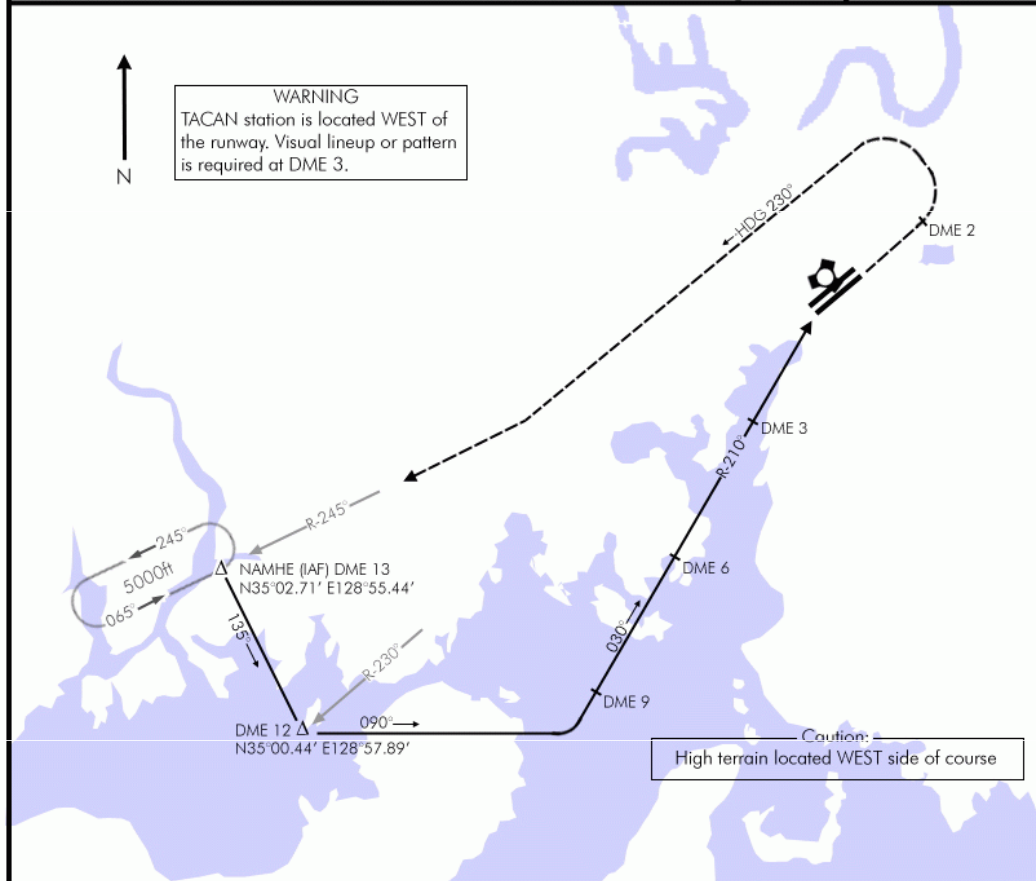 WARNING
TACAN station is located WEST of
the runway. Visual lineup or pattern
is required at DME 3.
N
HDG 230°
DME 2
DME 3
R-210°
R-245°
245°
5000ft
065°
NAMHE (IAF) DME 13
N35°02.71' E128°55.44'
135°
DME 6
030°
R-230°
DME 9
DME 12
090°
N35°00.44' E128°57.89'
Caution:
High terrain located WEST side of course